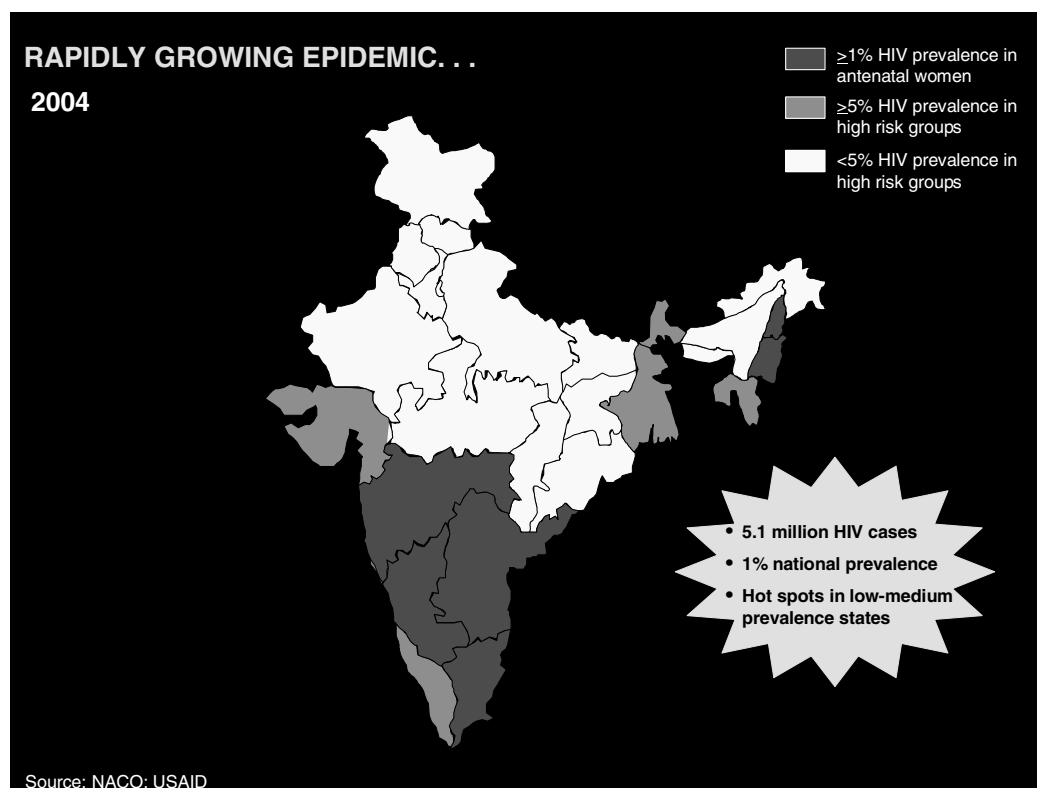 RAPIDLY GROWING EPIDEMIC. . .
2004
≥1% HIV prevalence in
antenatal women
≥5% HIV prevalence in
high risk groups
<5% HIV prevalence in
high risk groups
• 5.1 million HIV cases
• 1% national prevalence
• Hot spots in low-medium
prevalence states
Source: NACO; USAID